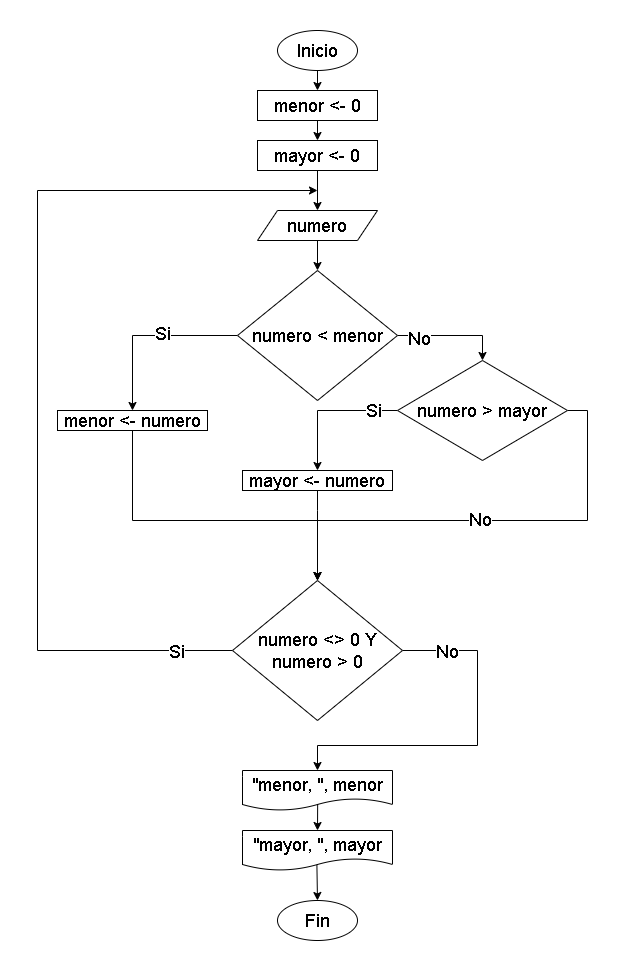 Inicio
menor <- 0
mayor <- 0
numero
numero < menor
Si
No
numero > mayor
menor <- numero
Si
mayor <- numero
No
numero <> 0 Y
numero > 0
Si
No
"menor, ", menor
"mayor, ", mayor
Fin